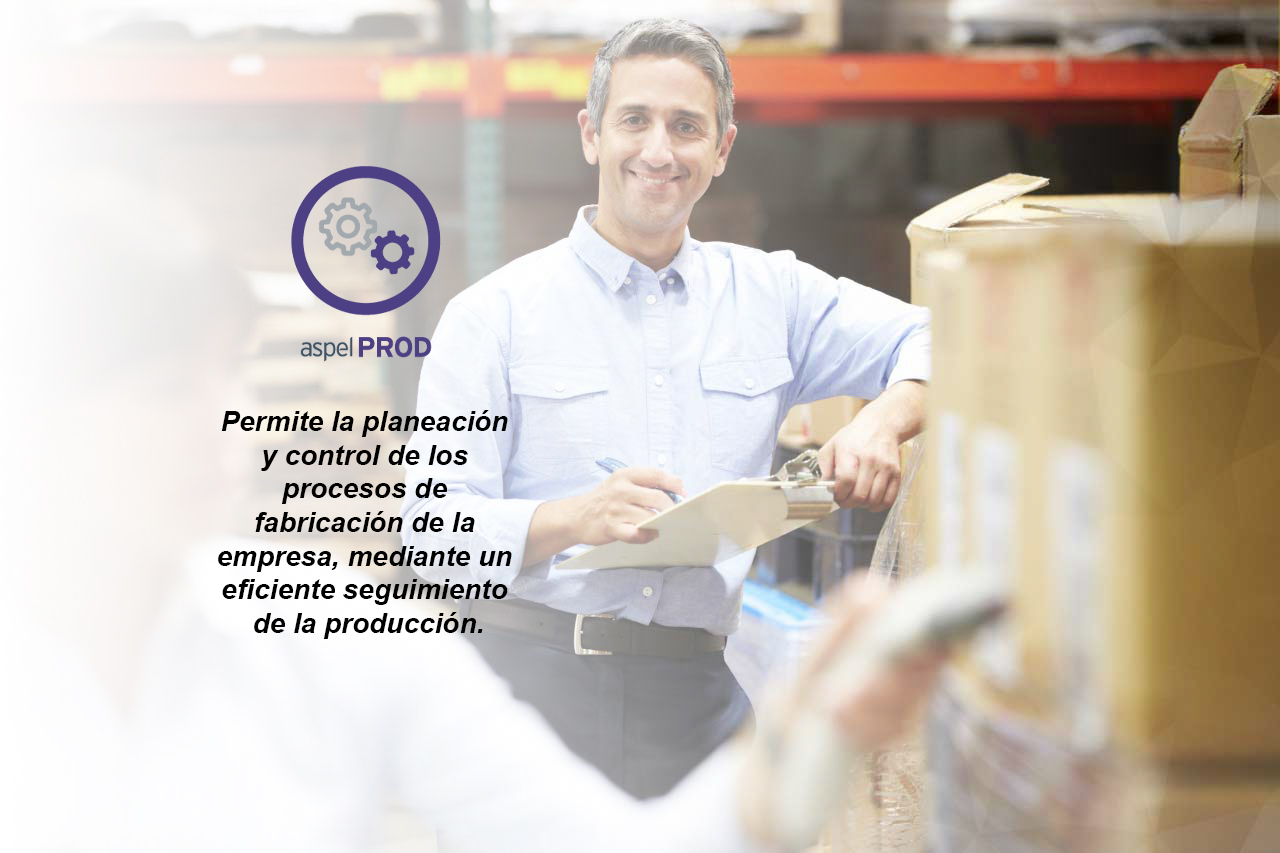 aspel PROD
Permite la planeación
y control de los
procesos de
fabricación de la
empresa, mediante un
eficiente seguimiento
de la producción.